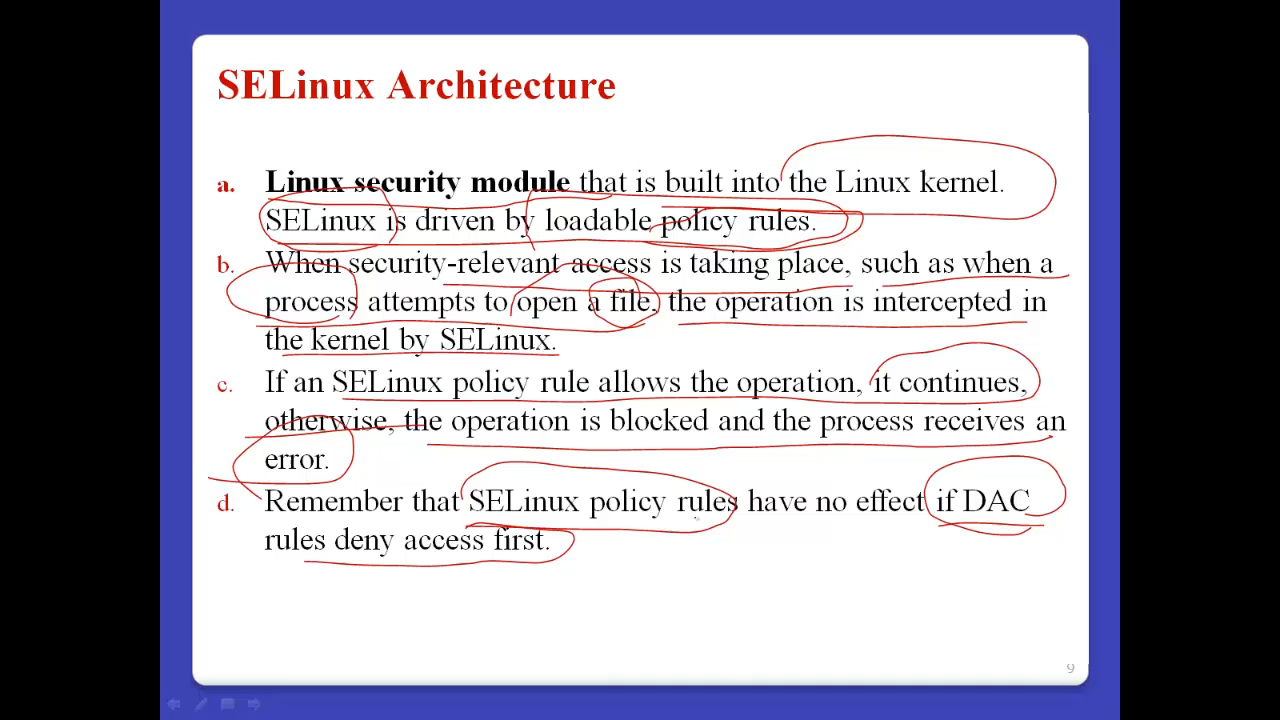 SELinux Architecture
a. Linux security module that is built into the Linux kernel.
SELinux is driven by loadable policy rules.
b. When security-relevant access is taking place, such as when a
process attempts to open a file, the operation is intercepted in
the kernel by SELinux.
c. If an SELinux policy rule allows the operation, it continues,
otherwise, the operation is blocked and the process receives an
error.
d. Remember that SELinux policy rules have no effect if DAC
rules deny access first.
9